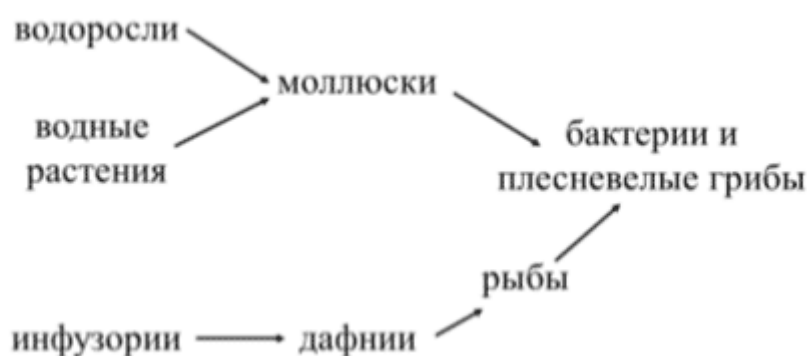 водоросли
моллюски
водные
растения
бактерии и
плесневелые грибы
рыбы
инфузории
дафнии